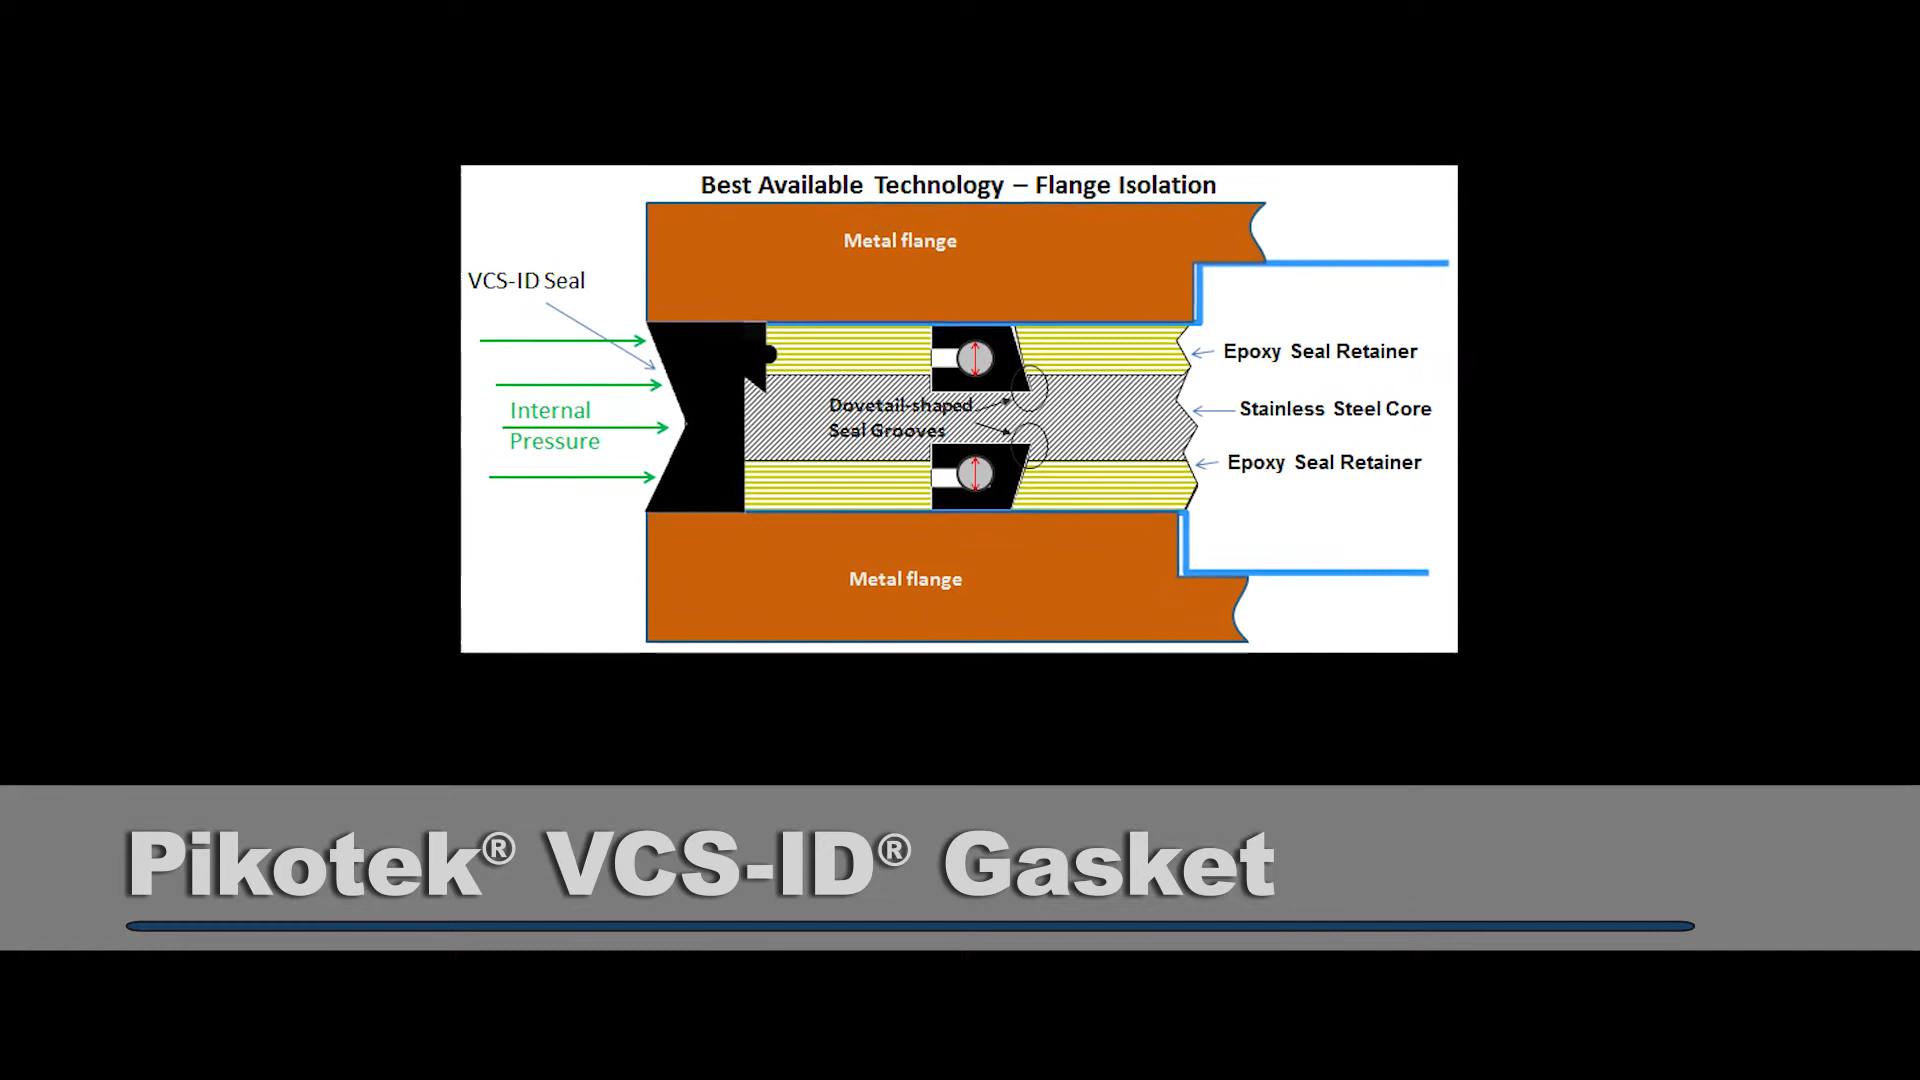 Best Available Technology – Flange Isolation
Metal flange
VCS-ID Seal
Internal
Pressure
Dovetail-shaped
Seal Grooves
Epoxy Seal Retainer
Stainless Steel Core
Epoxy Seal Retainer
Metal flange
Pikotek® VCS-ID® Gasket